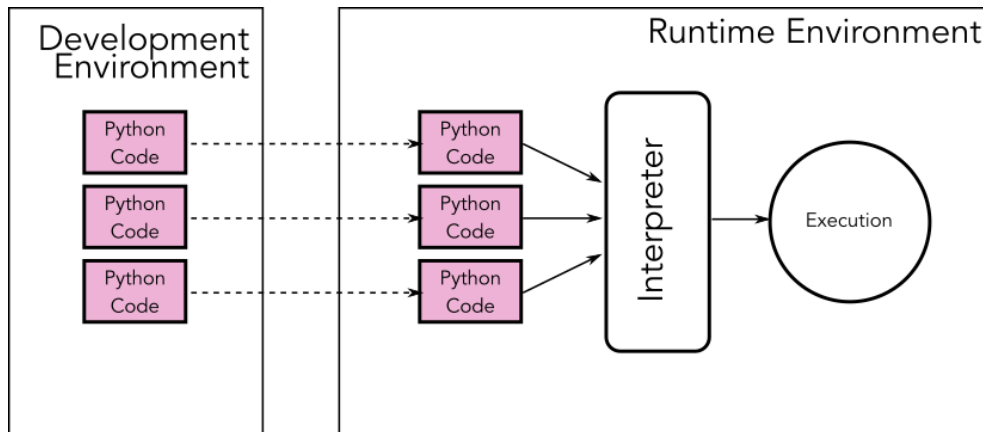 Development
Environment
Python
Code
Python
Code
Python
Code
Runtime Environment
Python
Code
Python
Code
Python
Code
Interpreter
Execution